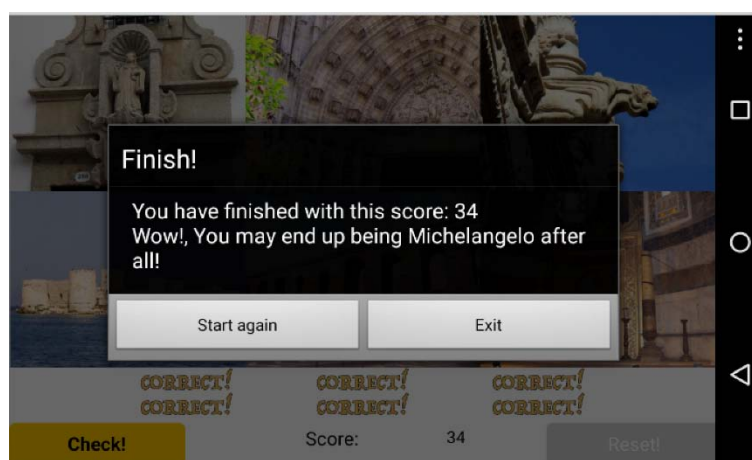 Finish!
You have finished with this score: 34
Wow!, You may end up being Michelangelo after
all!
Start again Exit
CORRECT! CORRECT! CORRECT!
CORRECT! CORRECT! CORRECT!
Check! Score: 34 Reset!